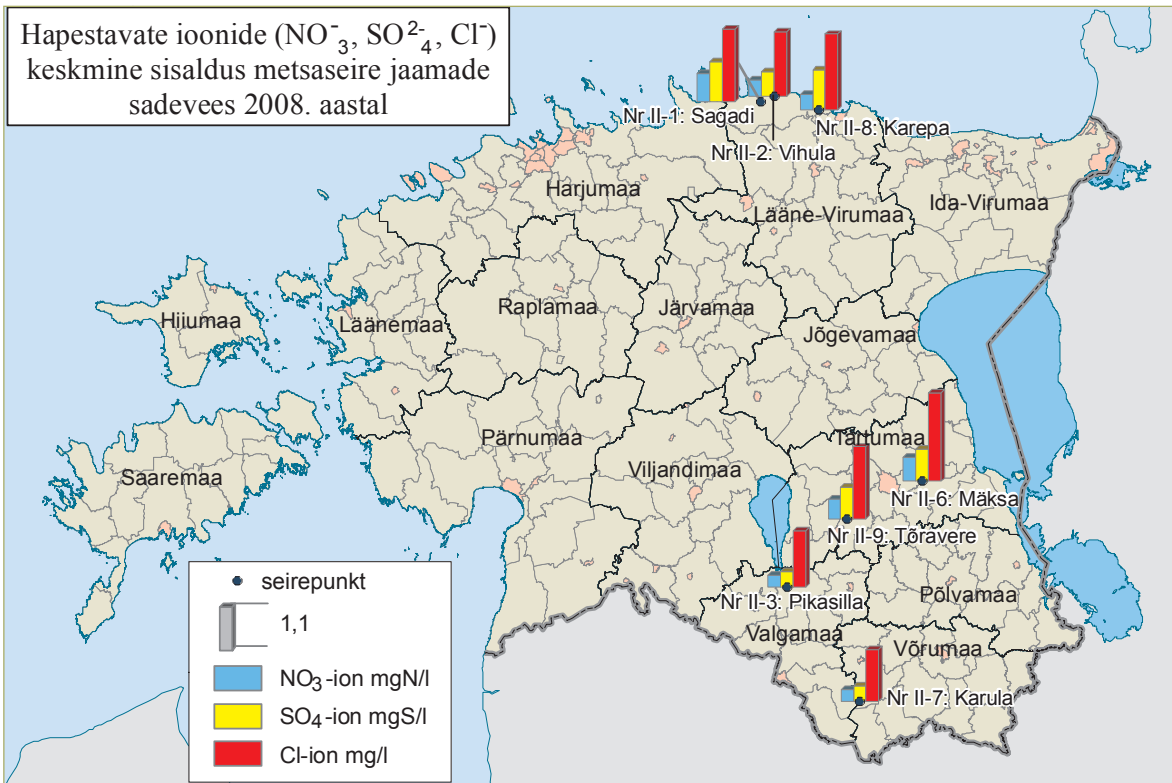 Hapestavate ioonide (NO⁻₃, SO²⁻₄, Cl⁻)
keskmine sisaldus metsaseire jaamade
sadevees 2008. aastal
Nr II-1: Sagadi
Nr II-8: Karepa
Nr II-2: Vihula
Harjumaa
Lääne-Virumaa
Ida-Virumaa
Hiiumaa
Läänemaa
Raplamaa
Järvamaa
Jõgevamaa
Saaremaa
Pärnumaa
Viljandimaa
Tartumaa
Nr II-6: Mäksa
Nr II-9: Tõravere
Nr II-3: Pikasilla
Põlvamaa
Valgamaa
Võrumaa
Nr II-7: Karula
seirepunkt
1,1
NO₃-ion mgN/l
SO₄-ion mgS/l
Cl-ion mg/l